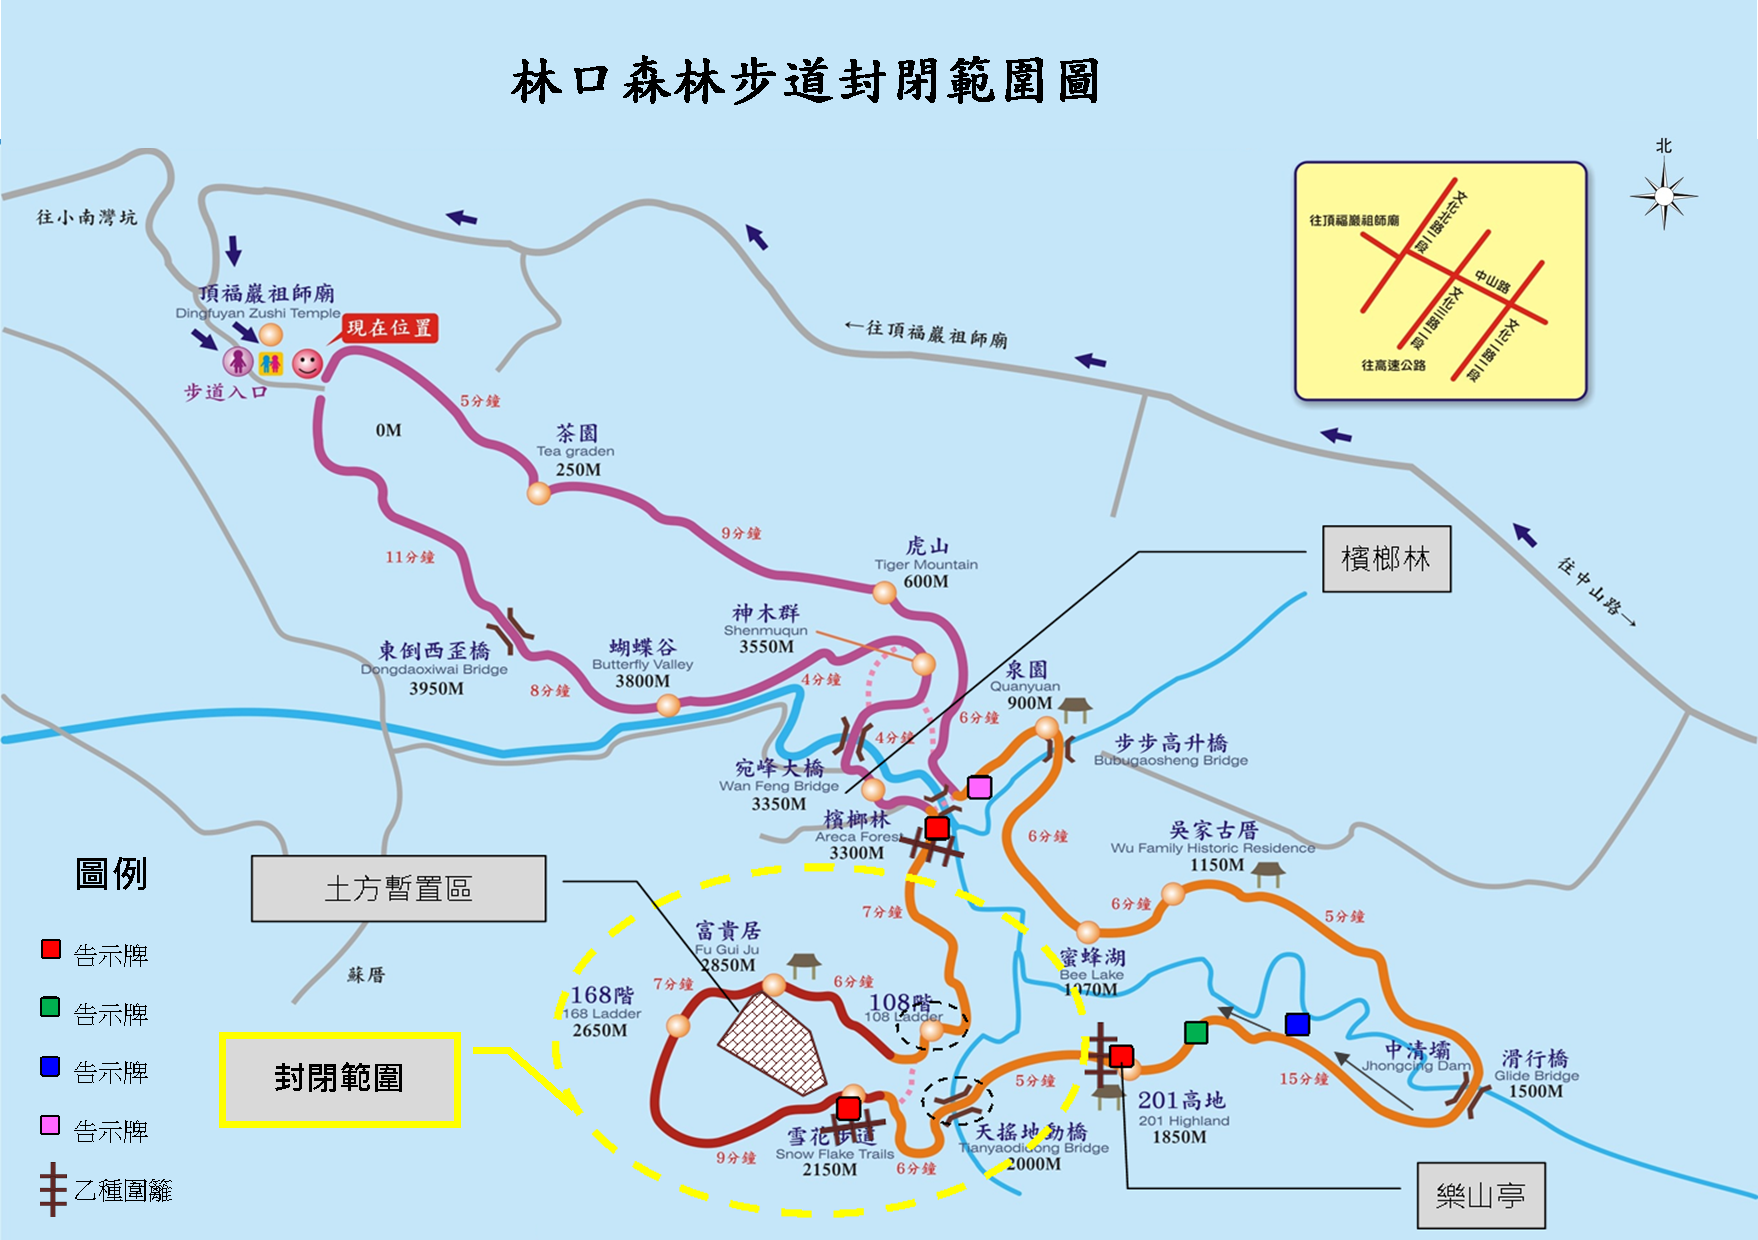 林口森林步道封閉範圍圖
北
往小南灣坑
往頂福巖祖師廟
文化北路一段
中山路
文化三路一段
文化二路一段
往高速公路
頂福巖祖師廟
Dingfuyan Zushi Temple
現在位置
步道入口
←往頂福巖祖師廟
0M
5分鐘
茶園
Tea graden
250M
9分鐘
11分鐘
虎山
Tiger Mountain
600M
檳榔林
往中山路→
神木群
Shenmuqun
3550M
東倒西歪橋
Dongdaoxiwai Bridge
3950M
8分鐘
蝴蝶谷
Butterfly Valley
3800M
4分鐘
泉園
Quanyuan
900M
6分鐘
4分鐘
步步高升橋
Bubugaosheng Bridge
宛峰大橋
Wan Feng Bridge
3350M
檳榔林
Areca Forest
3300M
6分鐘
吳家古厝
Wu Family Historic Residence
1150M
圖例
土方暫置區
7分鐘
6分鐘
5分鐘
告示牌
告示牌
告示牌
告示牌
乙種圍籬
蘇厝
富貴居
Fu Gui Ju
2850M
7分鐘
6分鐘
168階
168 Ladder
2650M
108階
108 Ladder
蜜蜂湖
Bee Lake
1070M
封閉範圍
5分鐘
中清壩
Jhongcing Dam
15分鐘
滑行橋
Glide Bridge
1500M
201高地
201 Highland
1850M
雪花步道
Snow Flake Trails
2150M
9分鐘
6分鐘
天搖地動橋
Tianyaodidong Bridge
2000M
樂山亭